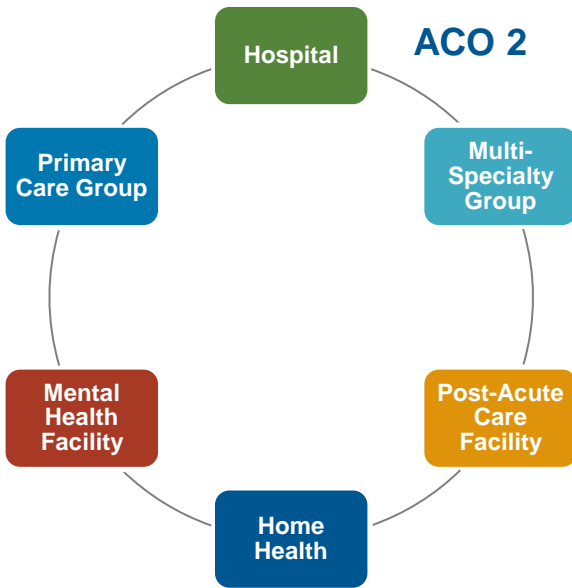 Hospital
ACO 2
Primary
Care Group
Multi-
Specialty
Group
Mental
Health
Facility
Post-Acute
Care
Facility
Home
Health